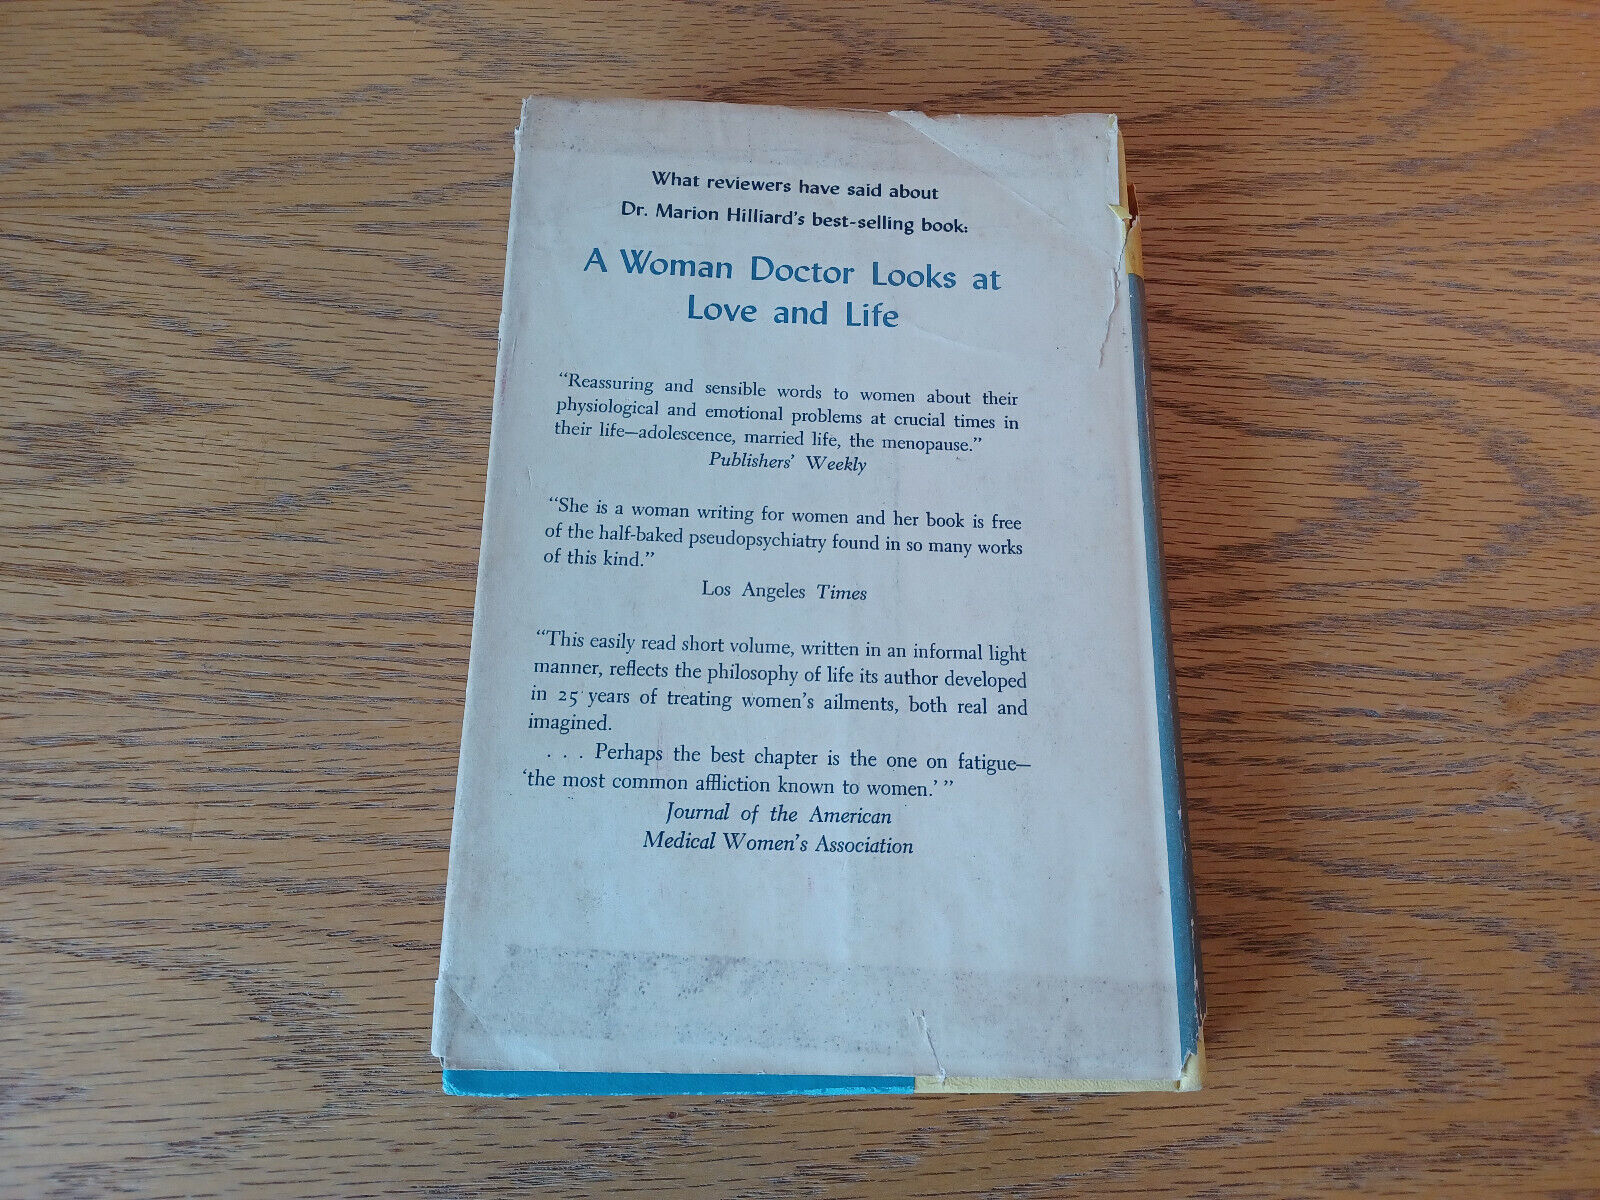 What reviewers have said about
Dr. Marion Hilliard's best-selling book:
A Woman Doctor Looks at
Love and Life
“Reassuring and sensible words to women about their
physiological and emotional problems at crucial times in
their life—adolescence, married life, the menopause.”
Publishers' Weekly
“She is a woman writing for women and her book is free
of the half-baked pseudopsychiatry found in so many works
of this kind.”
Los Angeles Times
“This easily read short volume, written in an informal light
manner, reflects the philosophy of life its author developed
in 25 years of treating women's ailments, both real and
imagined.
. . . Perhaps the best chapter is the one on fatigue—
‘the most common affliction known to women.’ ”
Journal of the American
Medical Women's Association